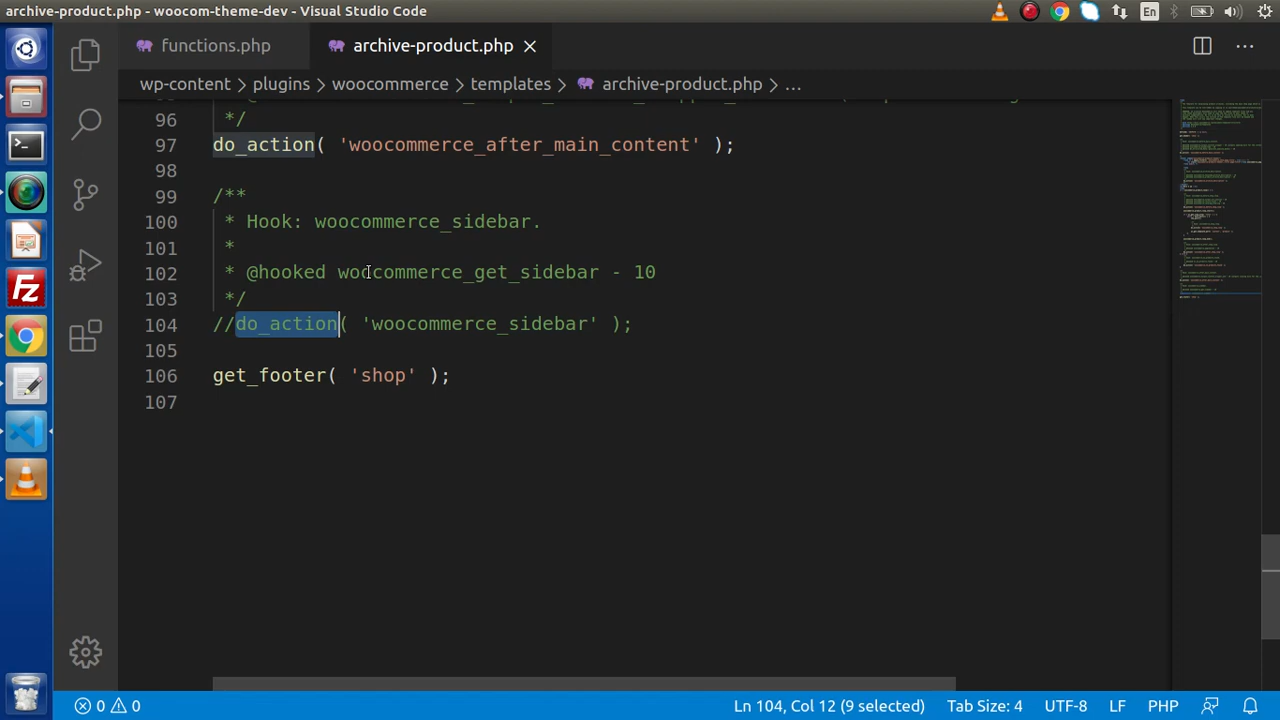 archive-product.php - woocom-theme-dev - Visual Studio Code
En
functions.php
archive-product.php
wp-content > plugins > woocommerce > templates > archive-product.php > ...
96 */
97 do_action( 'woocommerce_after_main_content' );
98
99 /**
100 * Hook: woocommerce_sidebar.
101 *
102 * @hooked woocommerce_get_sidebar - 10
103 */
104 //do_action( 'woocommerce_sidebar' );
105
106 get_footer( 'shop' );
107
0 0
Ln 104, Col 12 (9 selected)
Tab Size: 4
UTF-8
LF
PHP